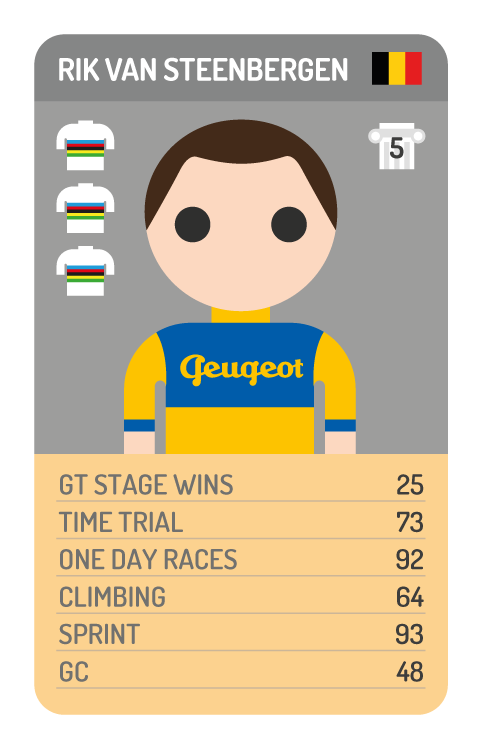 RIK VAN STEENBERGEN
5
Peugeot
GT STAGE WINS 25
TIME TRIAL 73
ONE DAY RACES 92
CLIMBING 64
SPRINT 93
GC 48